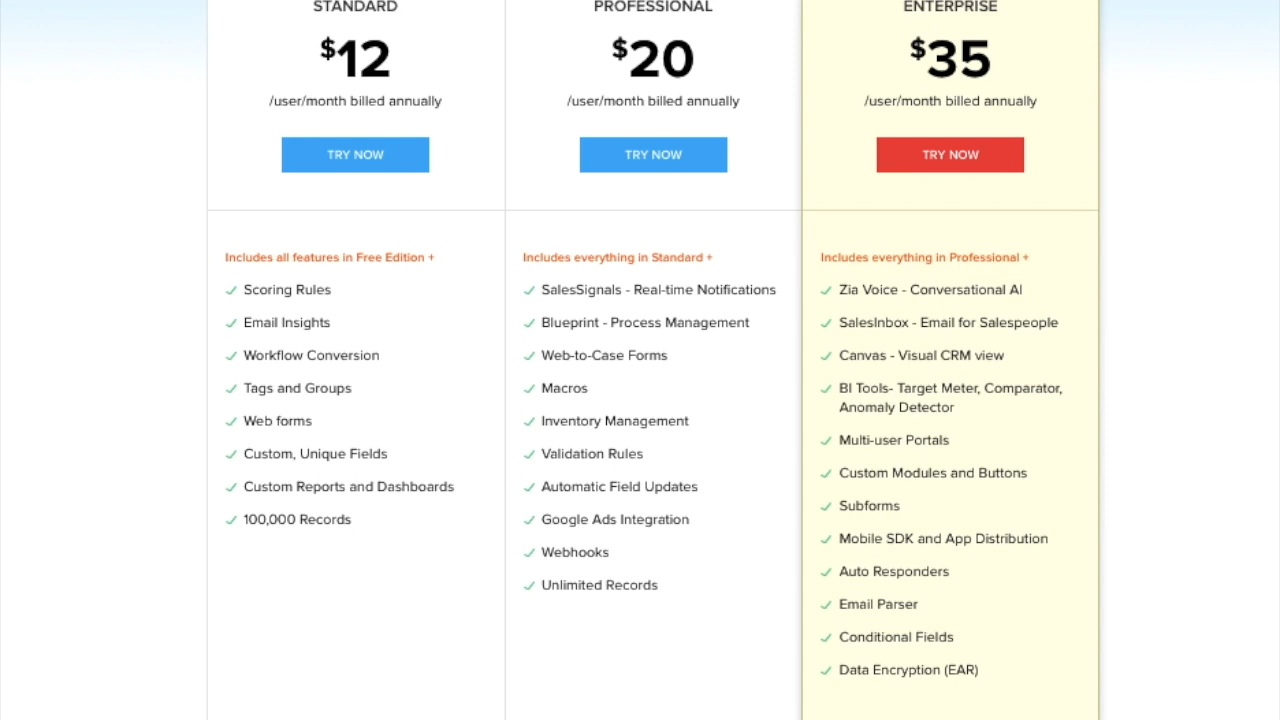 STANDARD
$12
/user/month billed annually
TRY NOW
Includes all features in Free Edition +
Scoring Rules
Email Insights
Workflow Conversion
Tags and Groups
Web forms
Custom, Unique Fields
Custom Reports and Dashboards
100,000 Records
PROFESSIONAL
$20
/user/month billed annually
TRY NOW
Includes everything in Standard +
SalesSignals - Real-time Notifications
Blueprint - Process Management
Web-to-Case Forms
Macros
Inventory Management
Validation Rules
Automatic Field Updates
Google Ads Integration
Webhooks
Unlimited Records
ENTERPRISE
$35
/user/month billed annually
TRY NOW
Includes everything in Professional +
Zia Voice - Conversational AI
SalesInbox - Email for Salespeople
Canvas - Visual CRM view
BI Tools- Target Meter, Comparator,
Anomaly Detector
Multi-user Portals
Custom Modules and Buttons
Subforms
Mobile SDK and App Distribution
Auto Responders
Email Parser
Conditional Fields
Data Encryption (EAR)